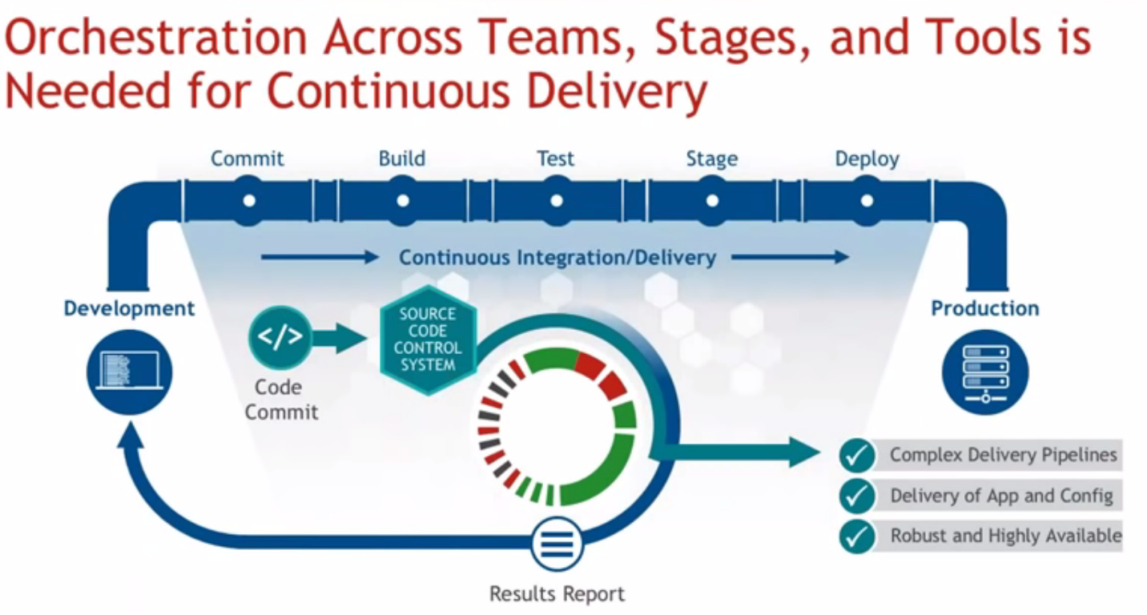 Orchestration Across Teams, Stages, and Tools is
Needed for Continuous Delivery
Commit
Build
Test
Stage
Deploy
Continuous Integration/Delivery
Development
Production
</>
SOURCE
CODE
CONTROL
SYSTEM
Code
Commit
Complex Delivery Pipelines
Delivery of App and Config
Robust and Highly Available
Results Report